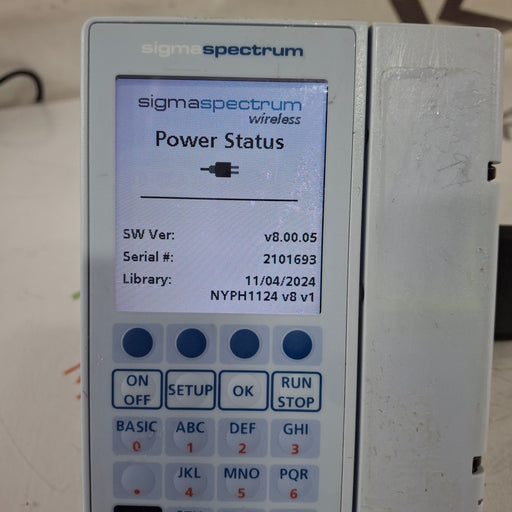 sigmaspectrum
sigmaspectrum
wireless
Power Status
SW Ver: v8.00.05
Serial #: 2101693
Library: 11/04/2024
NYPH1124 v8 v1
ON OFF SETUP OK RUN STOP
BASIC ABC DEF GHI
0 1 2 3
JKL MNO PQR
. 4 5 6